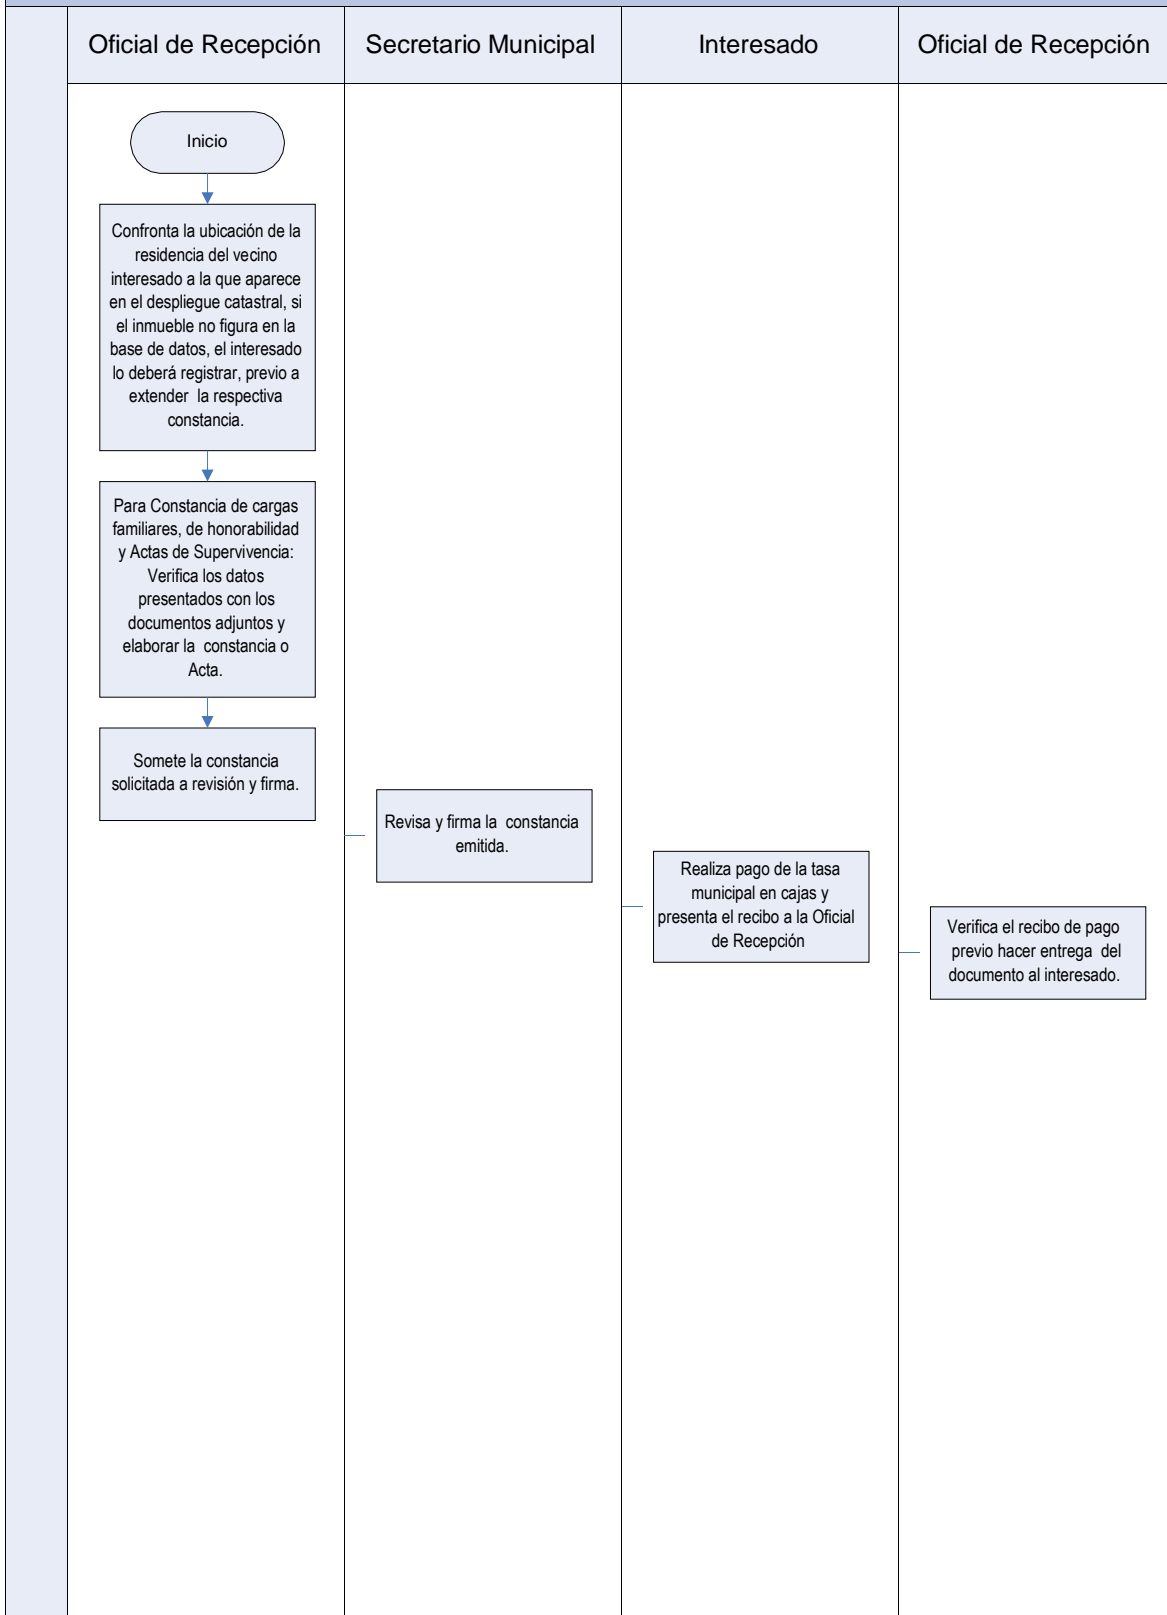 Oficial de Recepción
Secretario Municipal
Interesado
Oficial de Recepción
Inicio
Confronta la ubicación de la
residencia del vecino
interesado a la que aparece
en el despliegue catastral, si
el inmueble no figura en la
base de datos, el interesado
lo deberá registrar, previo a
extender la respectiva
constancia.
Para Constancia de cargas
familiares, de honorabilidad
y Actas de Supervivencia:
Verifica los datos
presentados con los
documentos adjuntos y
elaborar la constancia o
Acta.
Somete la constancia
solicitada a revisión y firma.
Revisa y firma la constancia
emitida.
Realiza pago de la tasa
municipal en cajas y
presenta el recibo a la Oficial
de Recepción
Verifica el recibo de pago
previo hacer entrega del
documento al interesado.